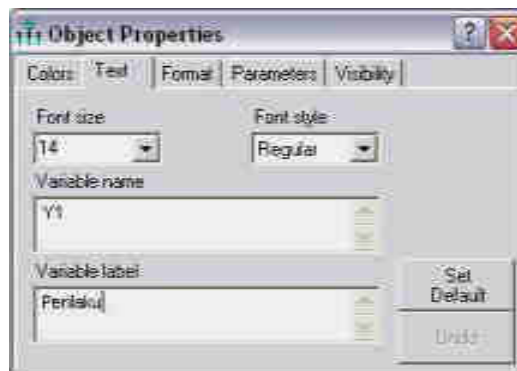 Object Properties
Colors Text Format Parameters Visibility
Font size Font style
14 Regular
Variable name
Y1
Variable label
Perilaku
Set
Default
Undo